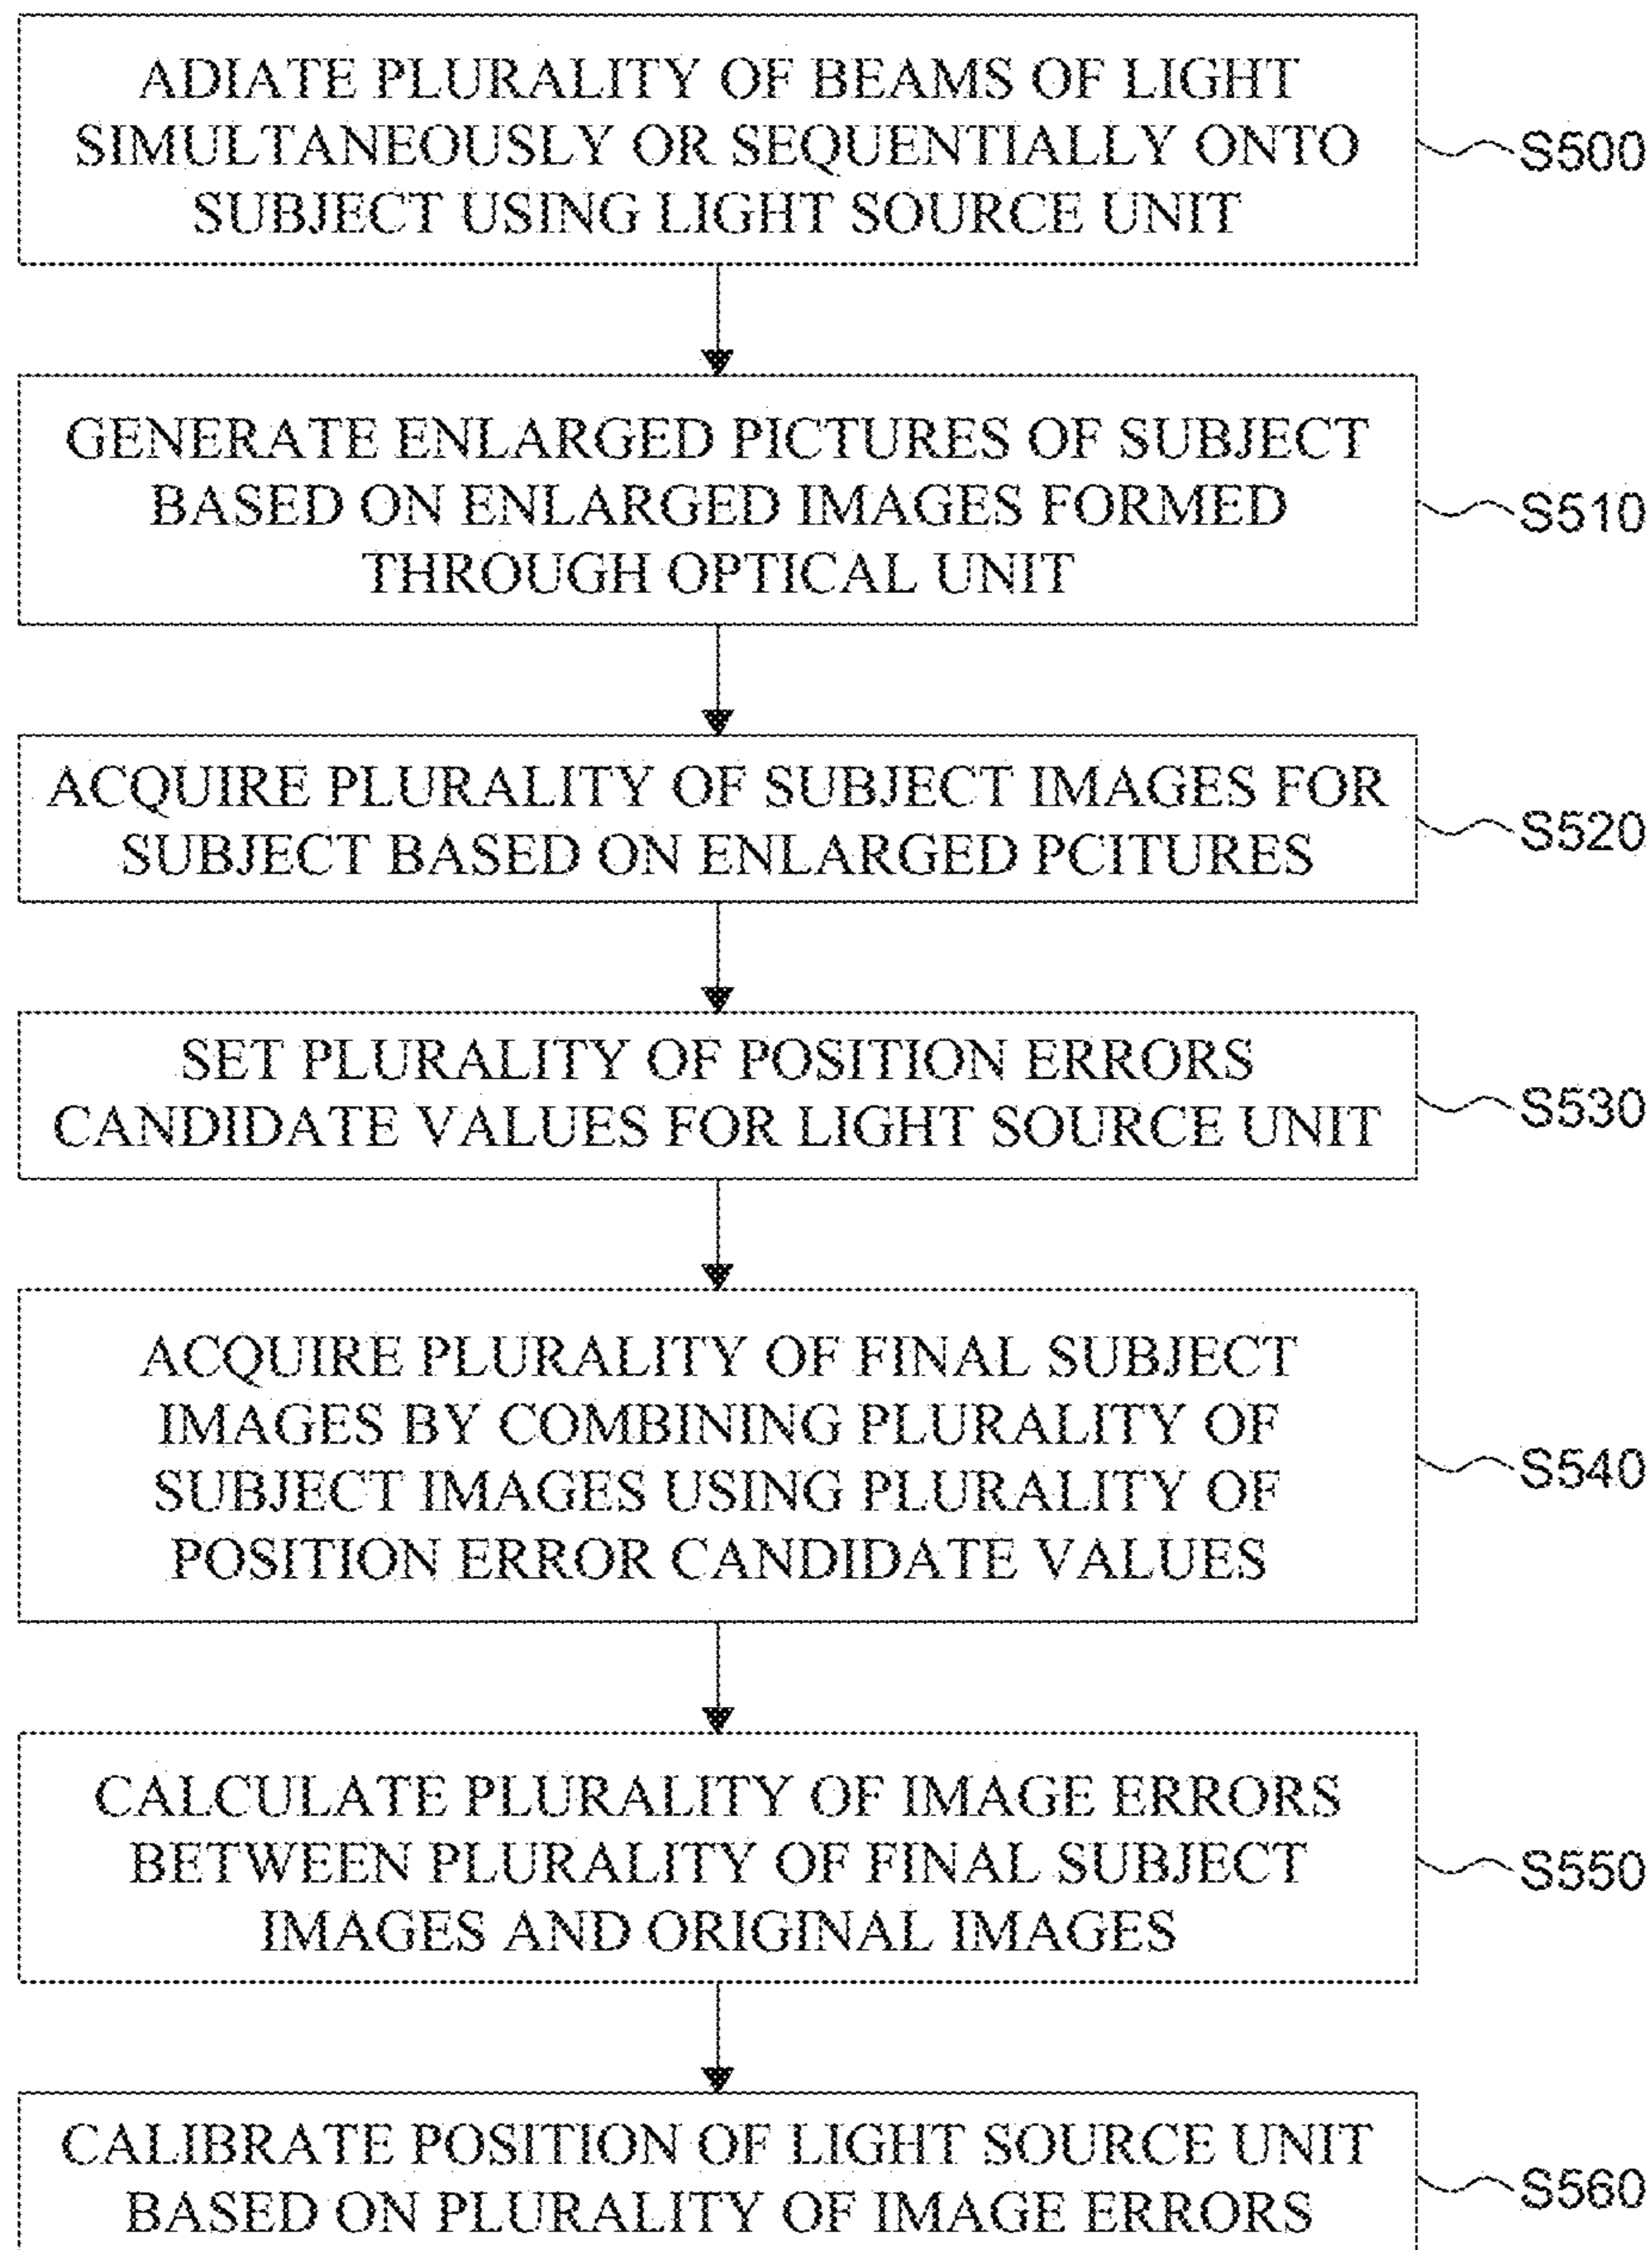 ADIATE PLURALITY OF BEAMS OF LIGHT
SIMULTANEOUSLY OR SEQUENTIALLY ONTO
SUBJECT USING LIGHT SOURCE UNIT
S500
GENERATE ENLARGED PICTURES OF SUBJECT
BASED ON ENLARGED IMAGES FORMED
THROUGH OPTICAL UNIT
S510
ACQUIRE PLURALITY OF SUBJECT IMAGES FOR
SUBJECT BASED ON ENLARGED PCITURES
S520
SET PLURALITY OF POSITION ERRORS
CANDIDATE VALUES FOR LIGHT SOURCE UNIT
S530
ACQUIRE PLURALITY OF FINAL SUBJECT
IMAGES BY COMBINING PLURALITY OF
SUBJECT IMAGES USING PLURALITY OF
POSITION ERROR CANDIDATE VALUES
S540
CALCULATE PLURALITY OF IMAGE ERRORS
BETWEEN PLURALITY OF FINAL SUBJECT
IMAGES AND ORIGINAL IMAGES
S550
CALIBRATE POSITION OF LIGHT SOURCE UNIT
BASED ON PLURALITY OF IMAGE ERRORS
S560